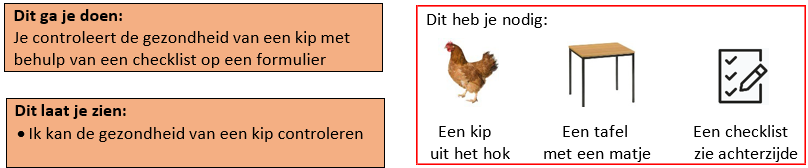 Dit ga je doen:
Je controleert de gezondheid van een kip met
behulp van een checklist op een formulier
Dit laat je zien:
• Ik kan de gezondheid van een kip controleren
Dit heb je nodig:
Een kip
uit het hok
Een tafel
met een matje
Een checklist
zie achterzijde